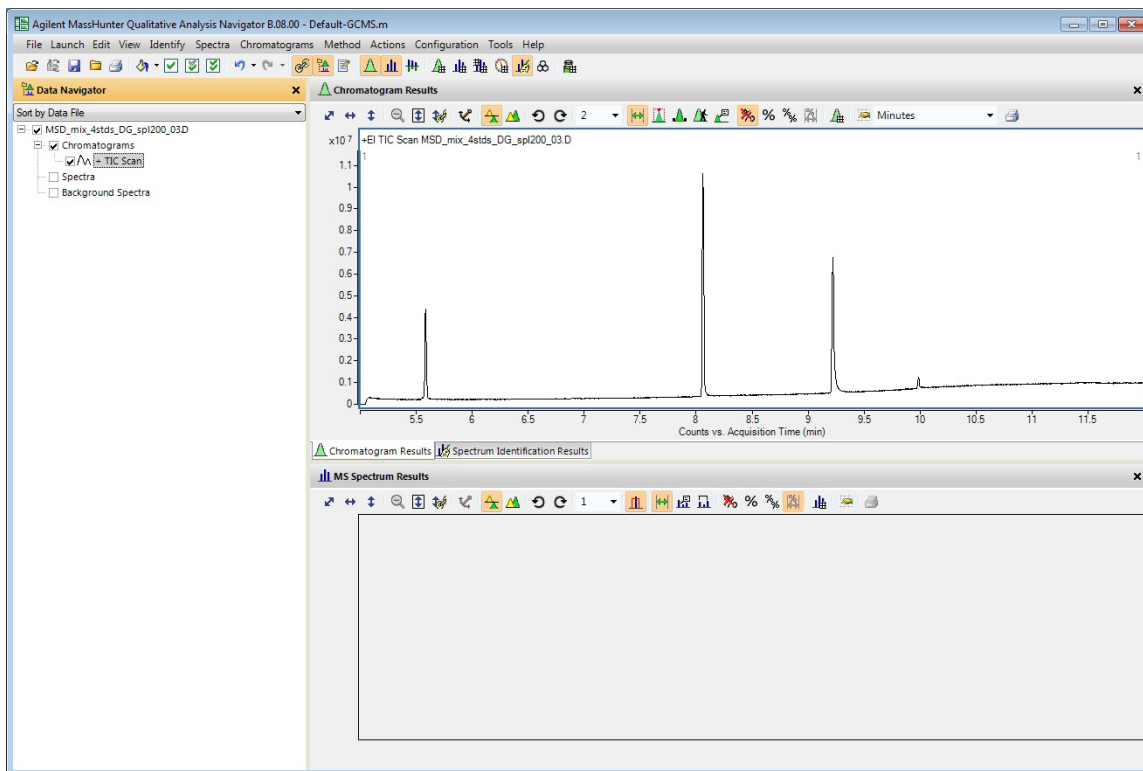 Agilent MassHunter Qualitative Analysis Navigator B.08.00 - Default-GCMS.m
File Launch Edit View Identify Spectra Chromatograms Method Actions Configuration Tools Help
Data Navigator
Sort by Data File
MSD_mix_4stds_DG_spl200_03.D
Chromatograms
+ TIC Scan
Spectra
Background Spectra
Chromatogram Results
2 Minutes
x10 7 +EI TIC Scan MSD_mix_4stds_DG_spl200_03.D
1 1
1.1
1
0.9
0.8
0.7
0.6
0.5
0.4
0.3
0.2
0.1
0
5.5 6 6.5 7 7.5 8 8.5 9 9.5 10 10.5 11 11.5
Counts vs. Acquisition Time (min)
Chromatogram Results Spectrum Identification Results
MS Spectrum Results
1